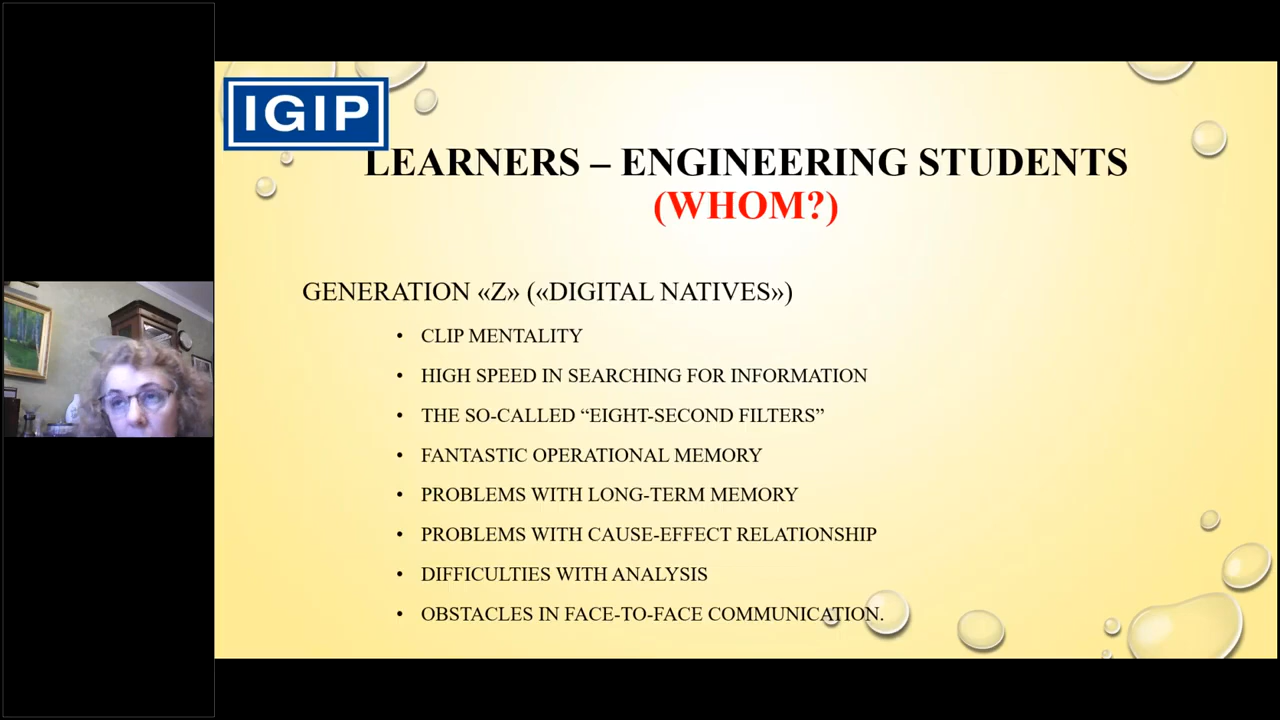 IGIP
LEARNERS – ENGINEERING STUDENTS
(WHOM?)
GENERATION «Z» («DIGITAL NATIVES»)
• CLIP MENTALITY
• HIGH SPEED IN SEARCHING FOR INFORMATION
• THE SO-CALLED “EIGHT-SECOND FILTERS”
• FANTASTIC OPERATIONAL MEMORY
• PROBLEMS WITH LONG-TERM MEMORY
• PROBLEMS WITH CAUSE-EFFECT RELATIONSHIP
• DIFFICULTIES WITH ANALYSIS
• OBSTACLES IN FACE-TO-FACE COMMUNICATION.